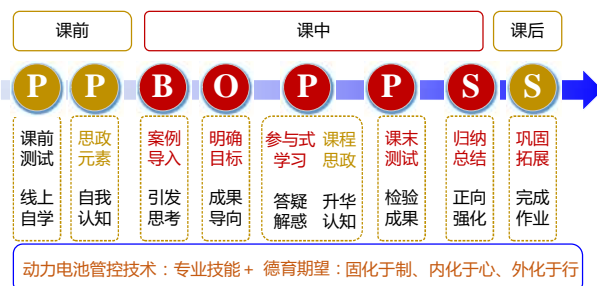 课前 课中 课后
P P B O P P S S
课前 思政 案例 明确 参与式 课程 课末 归纳 巩固
测试 元素 导入 目标 学习 思政 测试 总结 拓展
线上 自我 引发 成果 答疑 升华 检验 正向 完成
自学 认知 思考 导向 解惑 认知 成果 强化 作业
动力电池管控技术：专业技能+ 德育期望：固化于制、内化于心、外化于行